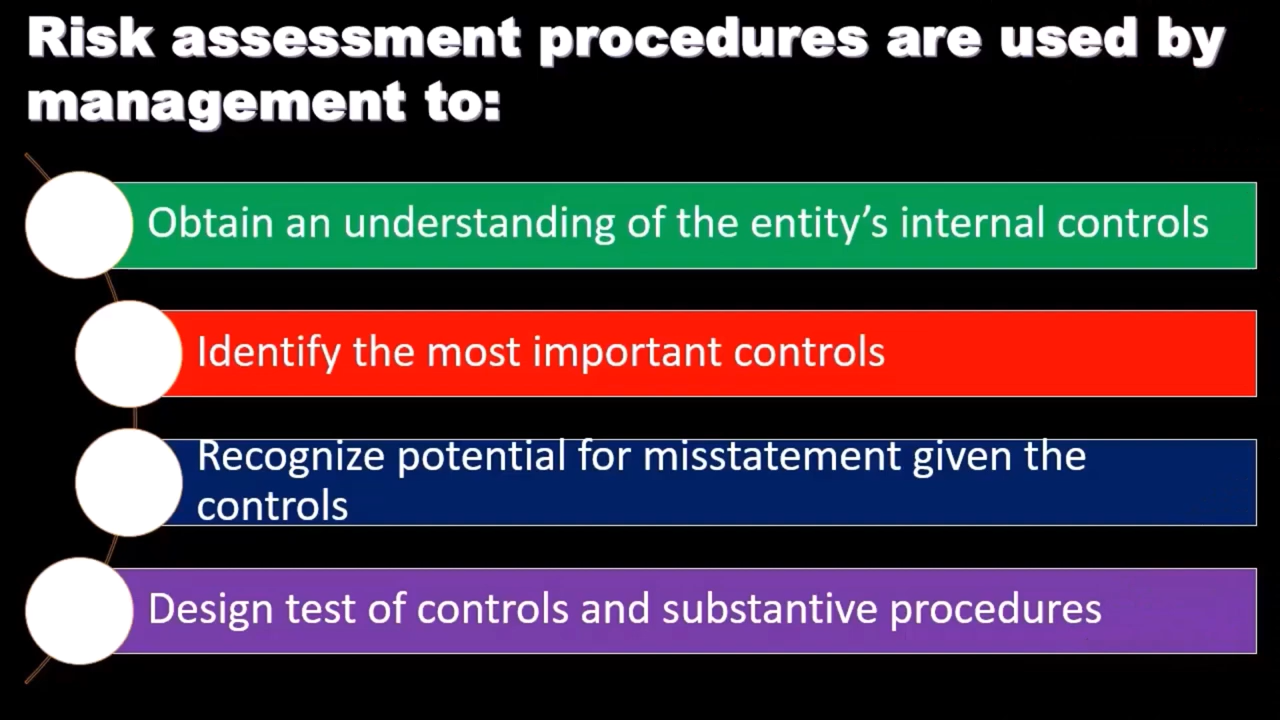 Risk assessment procedures are used by
management to:
Obtain an understanding of the entity’s internal controls
Identify the most important controls
Recognize potential for misstatement given the
controls
Design test of controls and substantive procedures